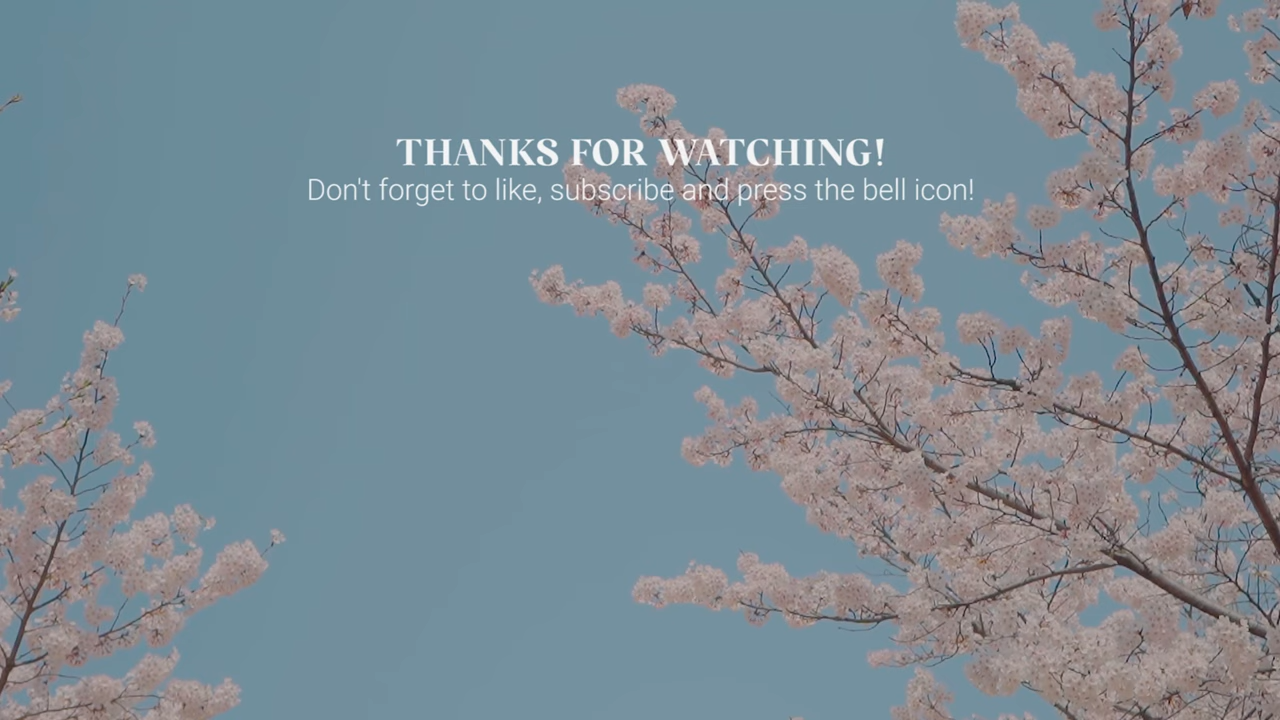 THANKS FOR WATCHING!
Don't forget to like, subscribe and press the bell icon!